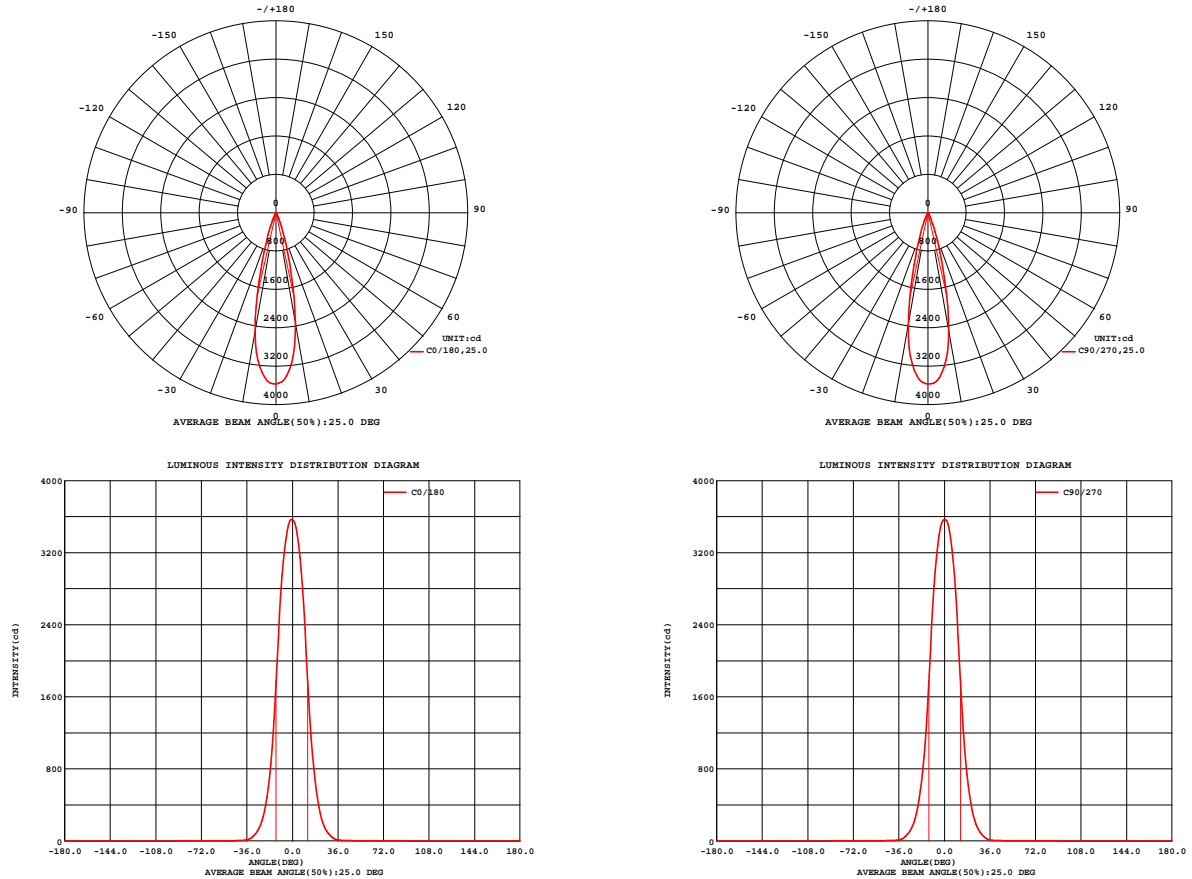 -/+180
-150 150
-120 120
-90 90
-60 60
-30 30
0
0
800
1600
2400
3200
4000
UNIT:cd
C0/180,25.0
AVERAGE BEAM ANGLE(50%):25.0 DEG
-/+180
-150 150
-120 120
-90 90
-60 60
-30 30
0
0
800
1600
2400
3200
4000
UNIT:cd
C90/270,25.0
AVERAGE BEAM ANGLE(50%):25.0 DEG
LUMINOUS INTENSITY DISTRIBUTION DIAGRAM
C0/180
INTENSITY(cd)
4000
3200
2400
1600
800
0
-180.0 -144.0 -108.0 -72.0 -36.0 0.0 36.0 72.0 108.0 144.0 180.0
ANGLE(DEG)
AVERAGE BEAM ANGLE(50%):25.0 DEG
LUMINOUS INTENSITY DISTRIBUTION DIAGRAM
C90/270
INTENSITY(cd)
4000
3200
2400
1600
800
0
-180.0 -144.0 -108.0 -72.0 -36.0 0.0 36.0 72.0 108.0 144.0 180.0
ANGLE(DEG)
AVERAGE BEAM ANGLE(50%):25.0 DEG